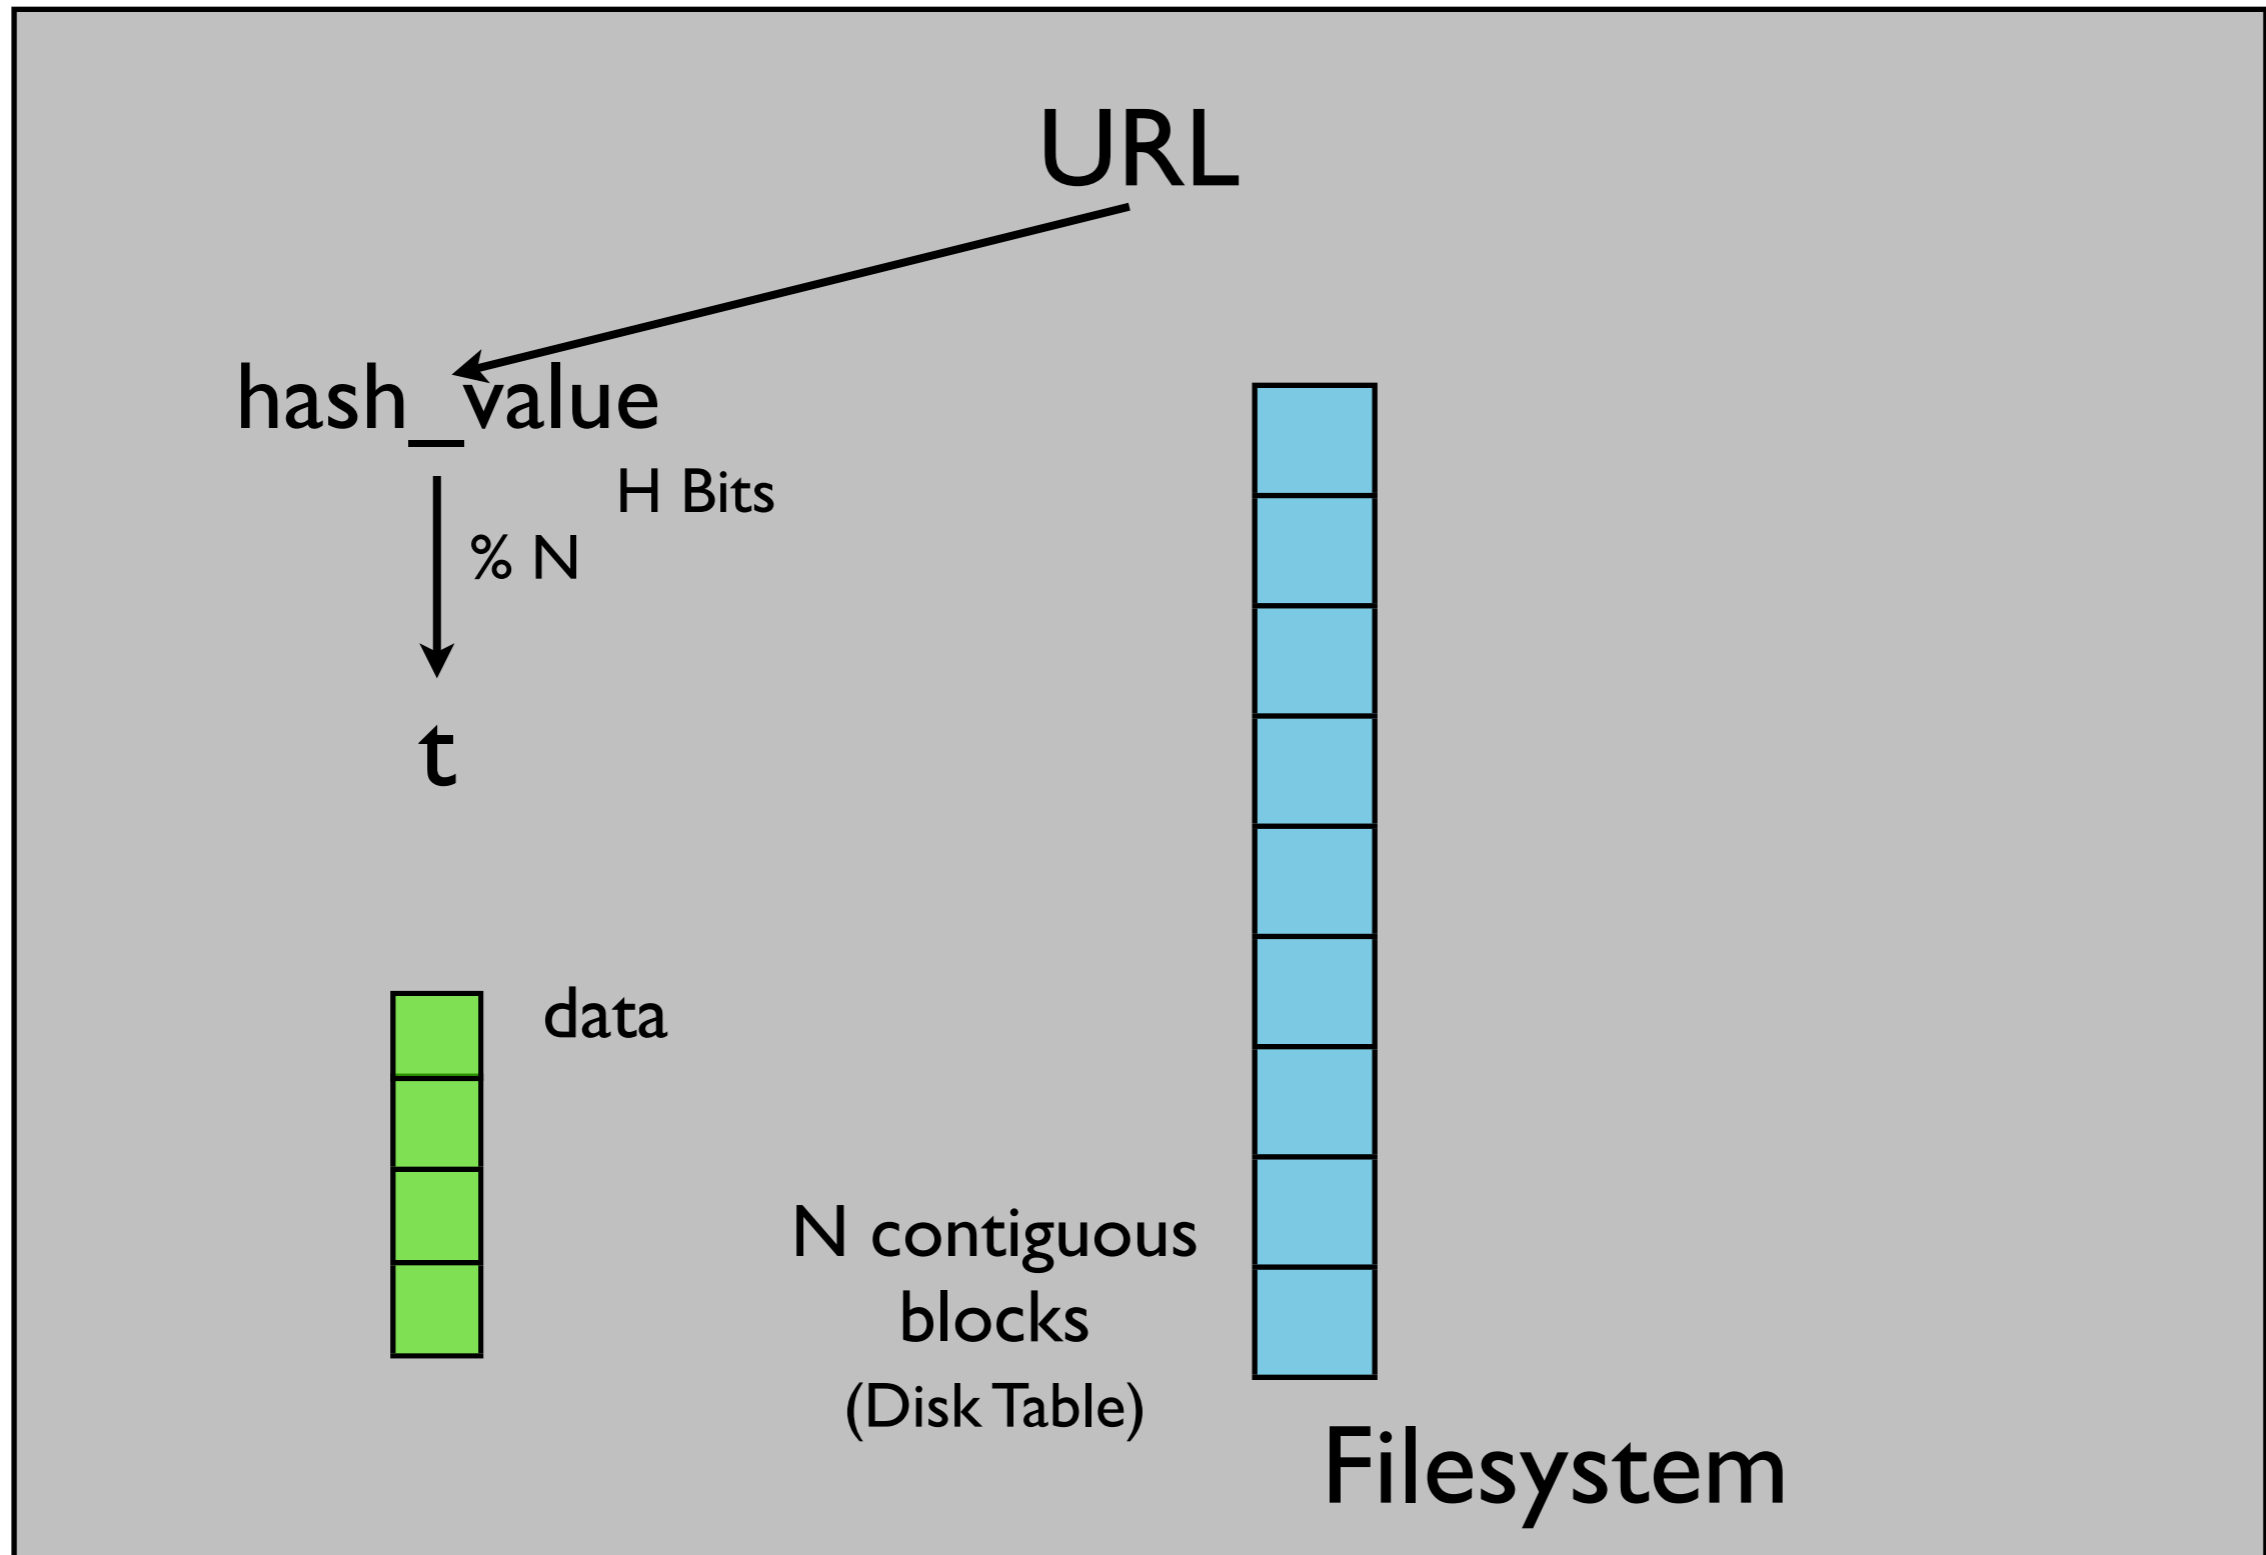 URL
hash_value
H Bits
% N
t
data
N contiguous
blocks
(Disk Table)
Filesystem